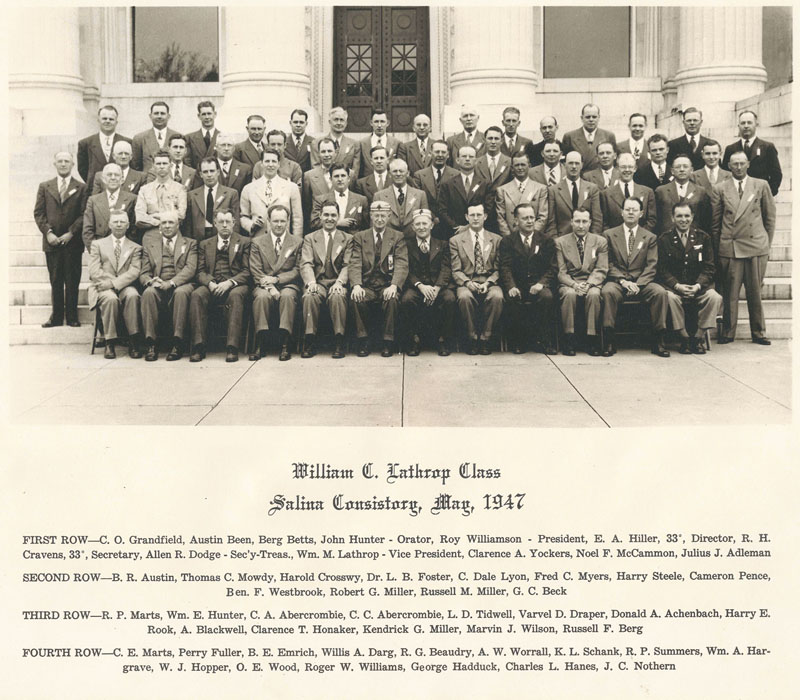 William C. Lathrop Class
Salina Consistory, May, 1947
FIRST ROW—C. O. Grandfield, Austin Been, Berg Betts, John Hunter - Orator, Roy Williamson - President, E. A. Hiller, 33°, Director, R. H.
Cravens, 33°, Secretary, Allen R. Dodge - Sec'y-Treas., Wm. M. Lathrop - Vice President, Clarence A. Yockers, Noel F. McCammon, Julius J. Adleman
SECOND ROW—B. R. Austin, Thomas C. Mowdy, Harold Crosswy, Dr. L. B. Foster, C. Dale Lyon, Fred C. Myers, Harry Steele, Cameron Pence,
Ben. F. Westbrook, Robert G. Miller, Russell M. Miller, G. C. Beck
THIRD ROW—R. P. Marts, Wm. E. Hunter, C. A. Abercrombie, C. C. Abercrombie, L. D. Tidwell, Varvel D. Draper, Donald A. Achenbach, Harry E.
Rook, A. Blackwell, Clarence T. Honaker, Kendrick G. Miller, Marvin J. Wilson, Russell F. Berg
FOURTH ROW—C. E. Marts, Perry Fuller, B. E. Emrich, Willis A. Darg, R. G. Beaudry, A. W. Worrall, K. L. Schank, R. P. Summers, Wm. A. Har-
grave, W. J. Hopper, O. E. Wood, Roger W. Williams, George Hadduck, Charles L. Hanes, J. C. Nothern